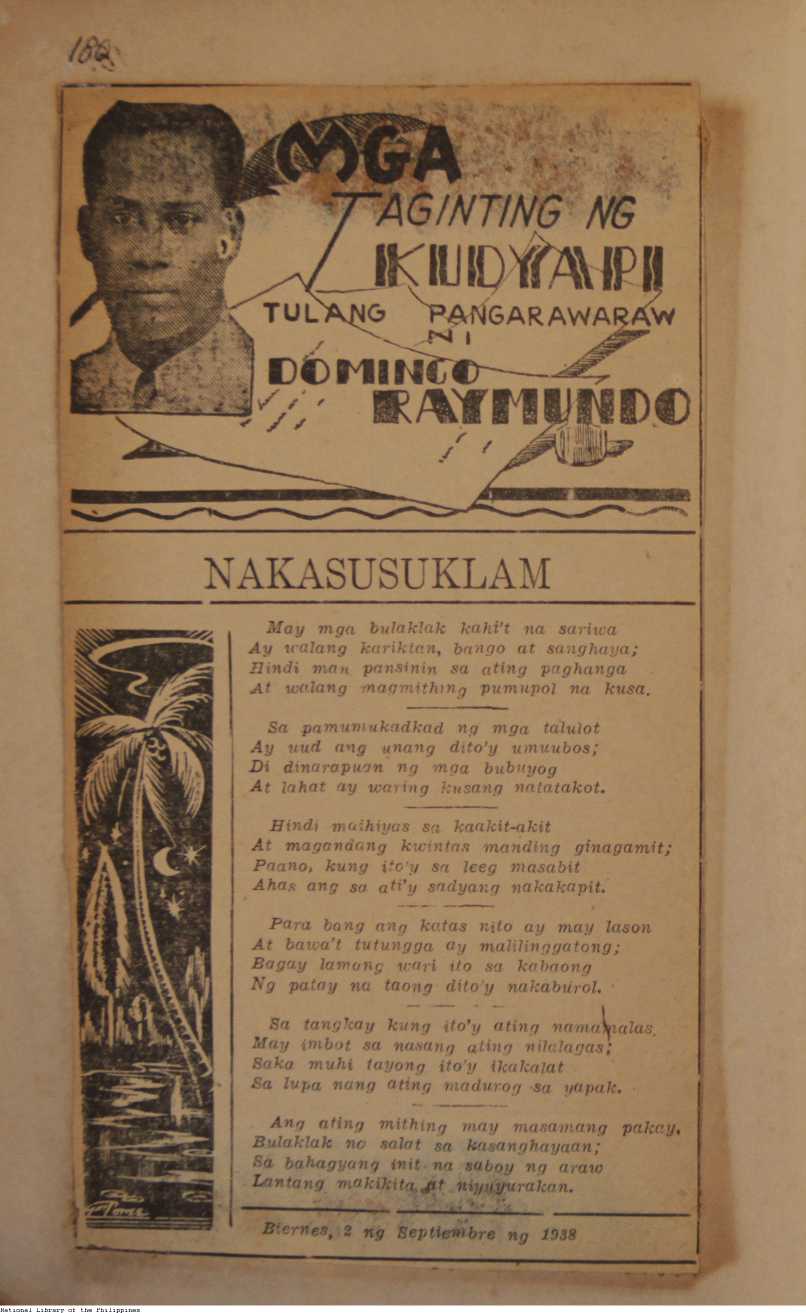 182
MGA
TAGINTING NG
KUDYAPI
TULANG PANGARAWARAW
NI
DOMINGO
RAYMUNDO
NAKASUSUKLAM
May mga bulaklak kahi't na sariwa
Ay walang kariktan, bango at sanghaya;
Hindi man pansinin sa ating paghanga
At walang magmithing pumupol na kusa.
Sa pamumukadkad ng mga talulot
Ay uud ang unang dito'y umuubos;
Di dinarapuan ng mga bubuyog
At lahat ay waring kusang natatakot.
Hindi maihiyas sa kaakit-akit
At magandang kwintas manding ginagamit;
Paano, kung ito'y sa leeg masabit
Ahas ang sa ati'y sadyang nakakapit.
Para bang ang katas nito ay may lason
At bawa't tutungga ay malilinggatong;
Bagay lamang wari ito sa kabaong
Ng patay na taong dito'y nakaburol.
Sa tangkay kung ito'y ating namamalas,
May imbot sa nasang ating nilalagas;
Saka muhi tayong ito'y ikakalat
Sa lupa nang ating madurog sa yapak.
Ang ating mithing may masamang pakay,
Bulaklak no salat sa kasanghayaan;
Sa bahagyang init na saboy ng araw
Lantang makikita at niyuyurakan.
Biernes, 2 ng Septiembre ng 1938
National Library of the Philippines